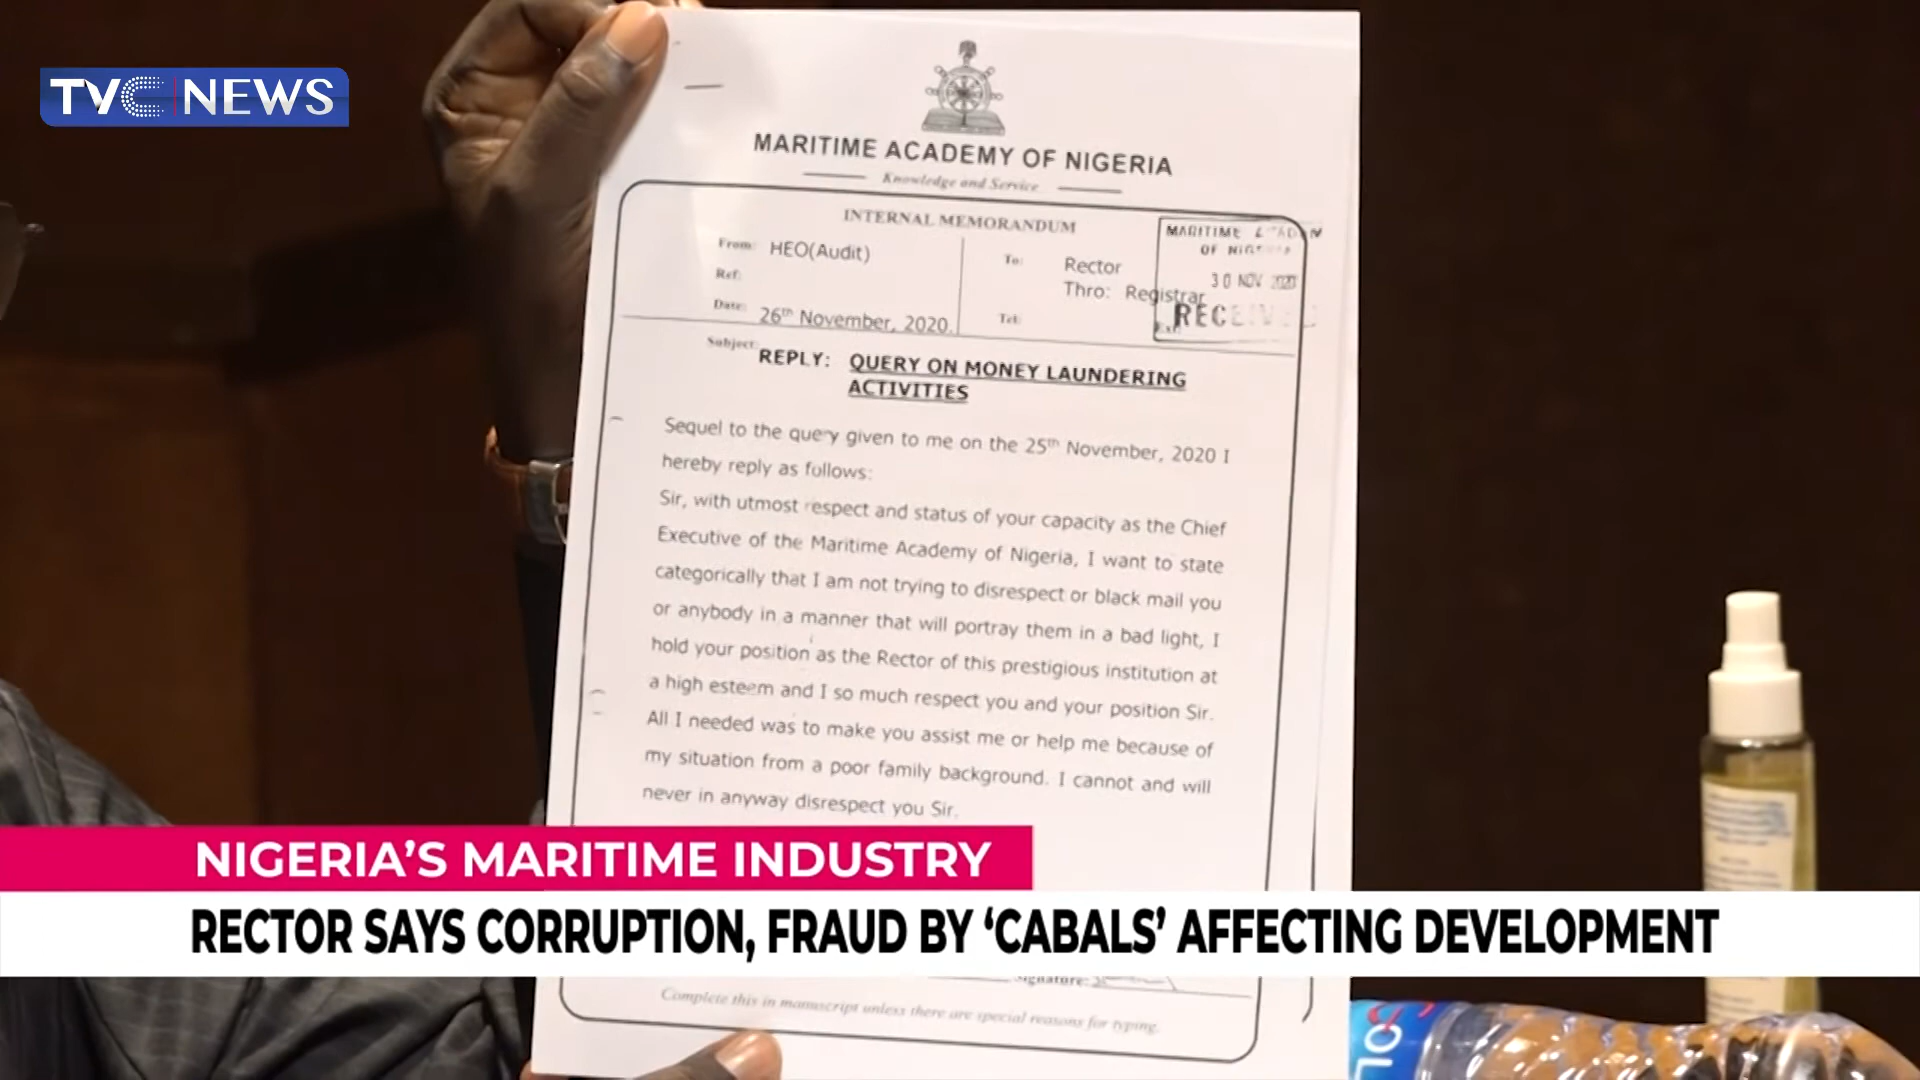 TVC NEWS
MARITIME ACADEMY OF NIGERIA
Knowledge and Service
INTERNAL MEMORANDUM
From: HEO(Audit)
Ref:
Date: 26th November, 2020.
To: Rector
Thro: Registrar
Tel:
Ext:
MARITIME
OF
30 NOV 2020
RECEIVED
Subject: REPLY: QUERY ON MONEY LAUNDERING
ACTIVITIES
Sequel to the query given to me on the 25th November, 2020 I
hereby reply as follows:
Sir, with utmost respect and status of your capacity as the Chief
Executive of the Maritime Academy of Nigeria, I want to state
categorically that I am not trying to disrespect or black mail you
or anybody in a manner that will portray them in a bad light, I
hold your position as the Rector of this prestigious institution at
a high esteem and I so much respect you and your position Sir.
All I needed was to make you assist me or help me because of
my situation from a poor family background. I cannot and will
never in anyway disrespect you Sir.
NIGERIA'S MARITIME INDUSTRY
RECTOR SAYS CORRUPTION, FRAUD BY ‘CABALS’ AFFECTING DEVELOPMENT
Signature:
Complete this in manuscript unless there are special reasons for typing.